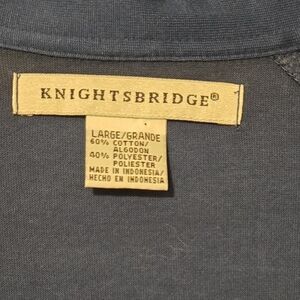 KNIGHTSBRIDGE®
LARGE/GRANDE
60% COTTON/
ALGODON
40% POLYESTER/
POLIESTER
MADE IN INDONESIA/
HECHO EN INDONESIA